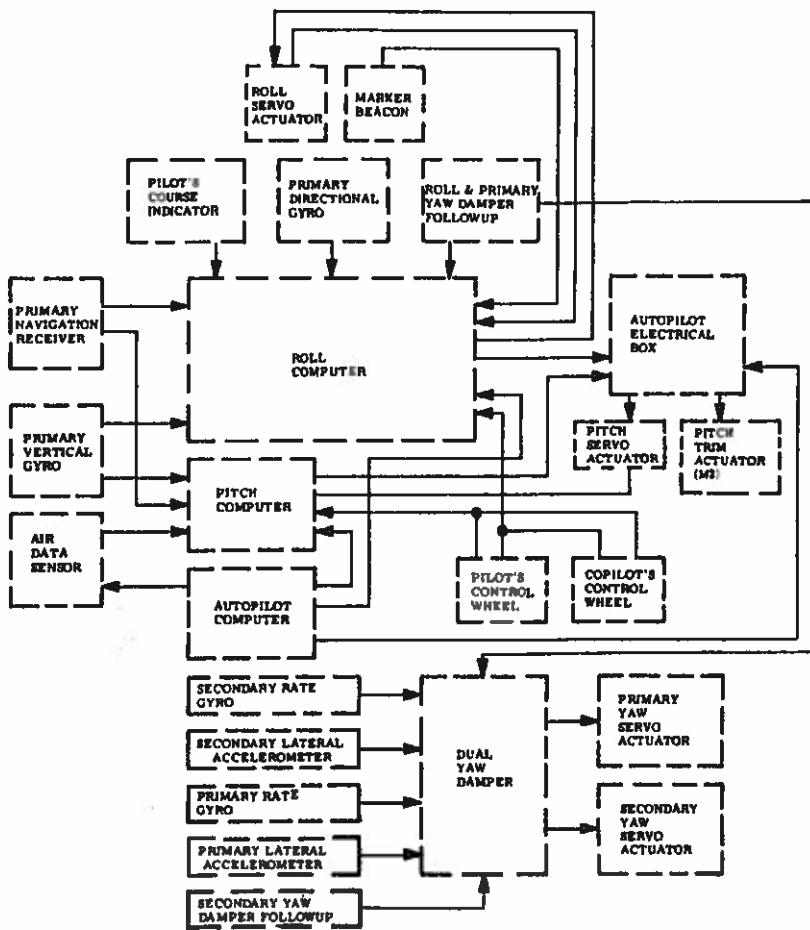 ROLL
SERVO
ACTUATOR
MARKER
BEACON
PILOT'S
COURSE
INDICATOR
PRIMARY
DIRECTIONAL
GYRO
ROLL & PRIMARY
YAW DAMPER
FOLLOWUP
PRIMARY
NAVIGATION
RECEIVER
ROLL
COMPUTER
AUTOPILOT
ELECTRICAL
BOX
PRIMARY
VERTICAL
GYRO
PITCH
SERVO
ACTUATOR
PITCH
TRIM
ACTUATOR
(M2)
PITCH
COMPUTER
AIR
DATA
SENSOR
AUTOPILOT
COMPUTER
PILOT'S
CONTROL
WHEEL
COPILOT'S
CONTROL
WHEEL
SECONDARY RATE
GYRO
SECONDARY LATERAL
ACCELEROMETER
PRIMARY RATE
GYRO
PRIMARY LATERAL
ACCELEROMETER
SECONDARY YAW
DAMPER FOLLOWUP
DUAL
YAW
DAMPER
PRIMARY
YAW
SERVO
ACTUATOR
SECONDARY
YAW
SERVO
ACTUATOR